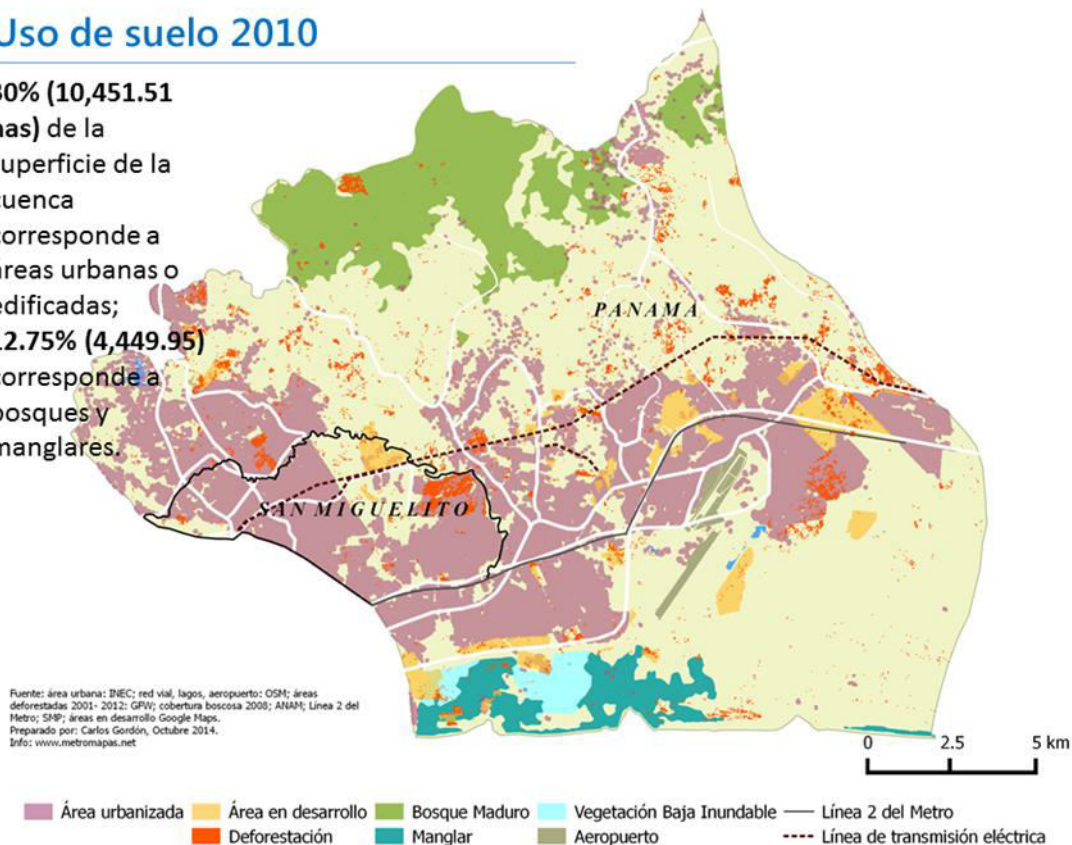 Uso de suelo 2010
30% (10,451.51
has) de la
superficie de la
cuenca
corresponde a
áreas urbanas o
edificadas;
12.75% (4,449.95)
corresponde a
bosques y
manglares.
PANAMA
SAN MIGUELITO
Fuente: área urbana: INEC; red vial, lagos, aeropuerto: OSM; áreas
deforestadas 2001- 2012: GFW; cobertura boscosa 2008; ANAM; Línea 2 del
Metro; SMP; áreas en desarrollo Google Maps.
Preparado por: Carlos Gordón, Octubre 2014.
Info: www.metromapas.net
0 2.5 5 km
Área urbanizada Área en desarrollo Bosque Maduro Vegetación Baja Inundable Línea 2 del Metro
Deforestación Manglar Aeropuerto Línea de transmisión eléctrica